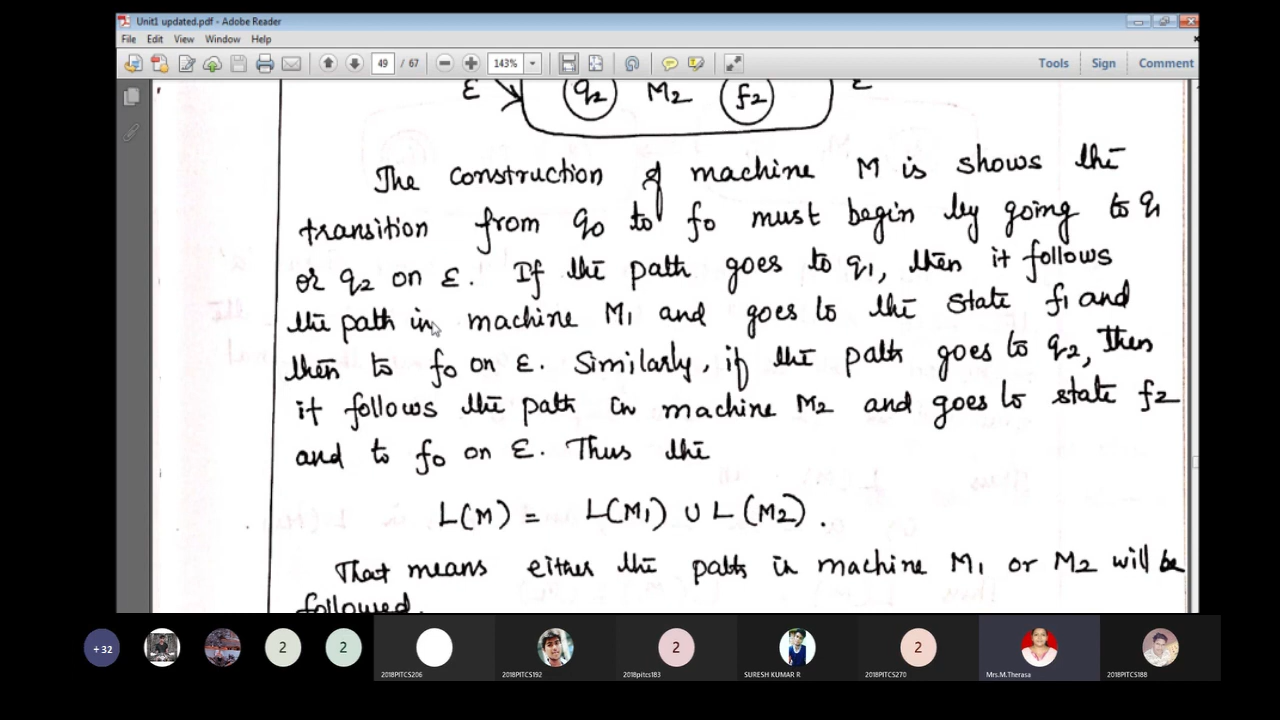 Unit1 updated.pdf - Adobe Reader
File Edit View Window Help
49 / 67 143% Tools Sign Comment
ε q2 M2 f2 ε
The construction of machine M is shows the
transition from q0 to f0 must begin by going to q1
or q2 on ε. If the path goes to q1, then it follows
the path in machine M1 and goes to the state f1 and
then to f0 on ε. Similarly, if the path goes to q2, then
it follows the path in machine M2 and goes to state f2
and to f0 on ε. Thus the
L(M) = L(M1) ∪ L(M2).
That means either the path in machine M1 or M2 will be
followed.
+32 2 2 2 2
2018PITCS206 2018PITCS192 2018pitcs183 SURESH KUMAR R 2018PITCS270 Mrs.M.Therasa 2018PITCS188